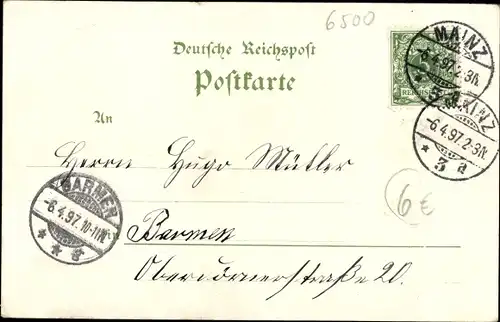 6500
Deutsche Reichspost
Postkarte
MAINZ
-6.4.97.2-3N.
MAINZ
-6.4.97.2-3N.
* 3 a
An
Herrn Hugo Müller
BARMEN
-6.4.97.10-11N.
6 €
Barmen
20.